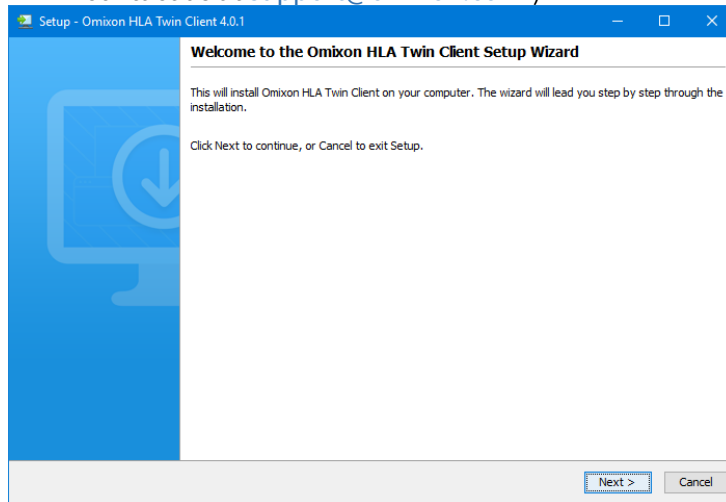 Setup - Omixon HLA Twin Client 4.0.1
Welcome to the Omixon HLA Twin Client Setup Wizard
This will install Omixon HLA Twin Client on your computer. The wizard will lead you step by step through the
installation.
Click Next to continue, or Cancel to exit Setup.
Next >
Cancel